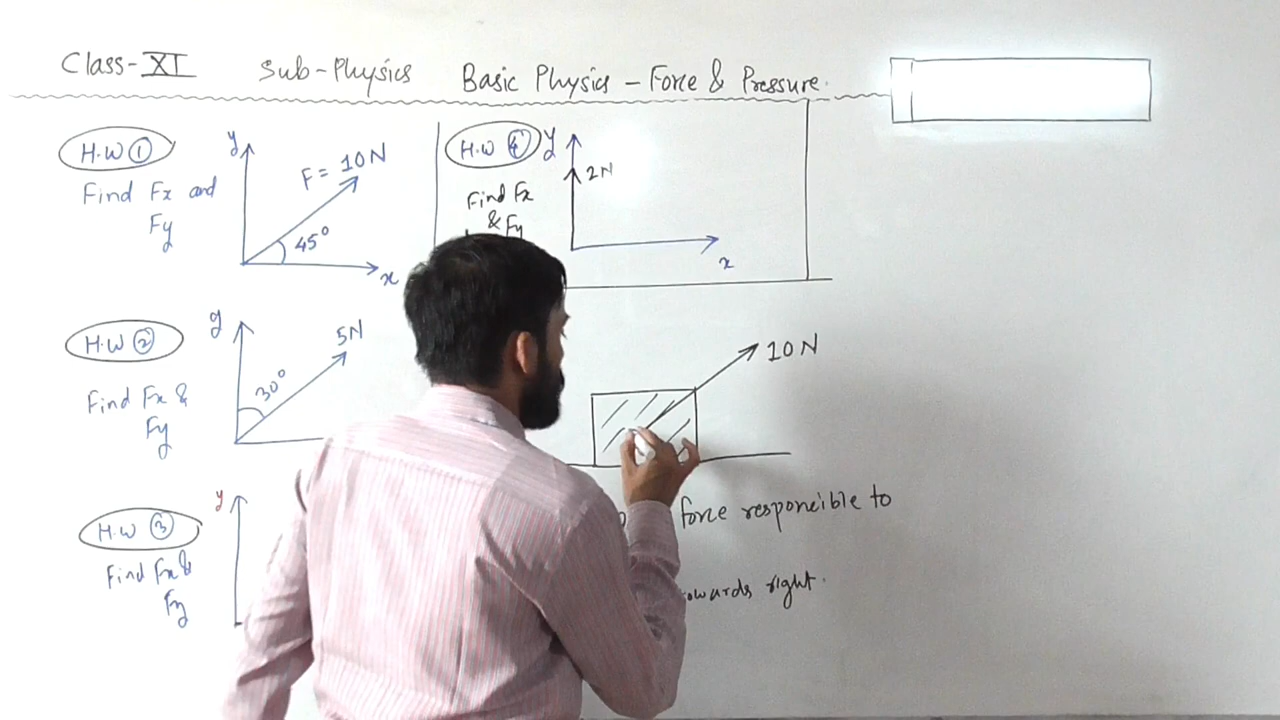 Class-XI Sub-Physics Basic Physics - Force & Pressure.
H.W 1
Find Fx and
Fy
y
F = 10N
45°
x
H.W 4
Find Fx
& Fy
y
2N
x
H.W 2
Find Fx &
Fy
y
5N
30°
10N
H.W 3
Find Fx &
Fy
y
force responcible to
towards right.